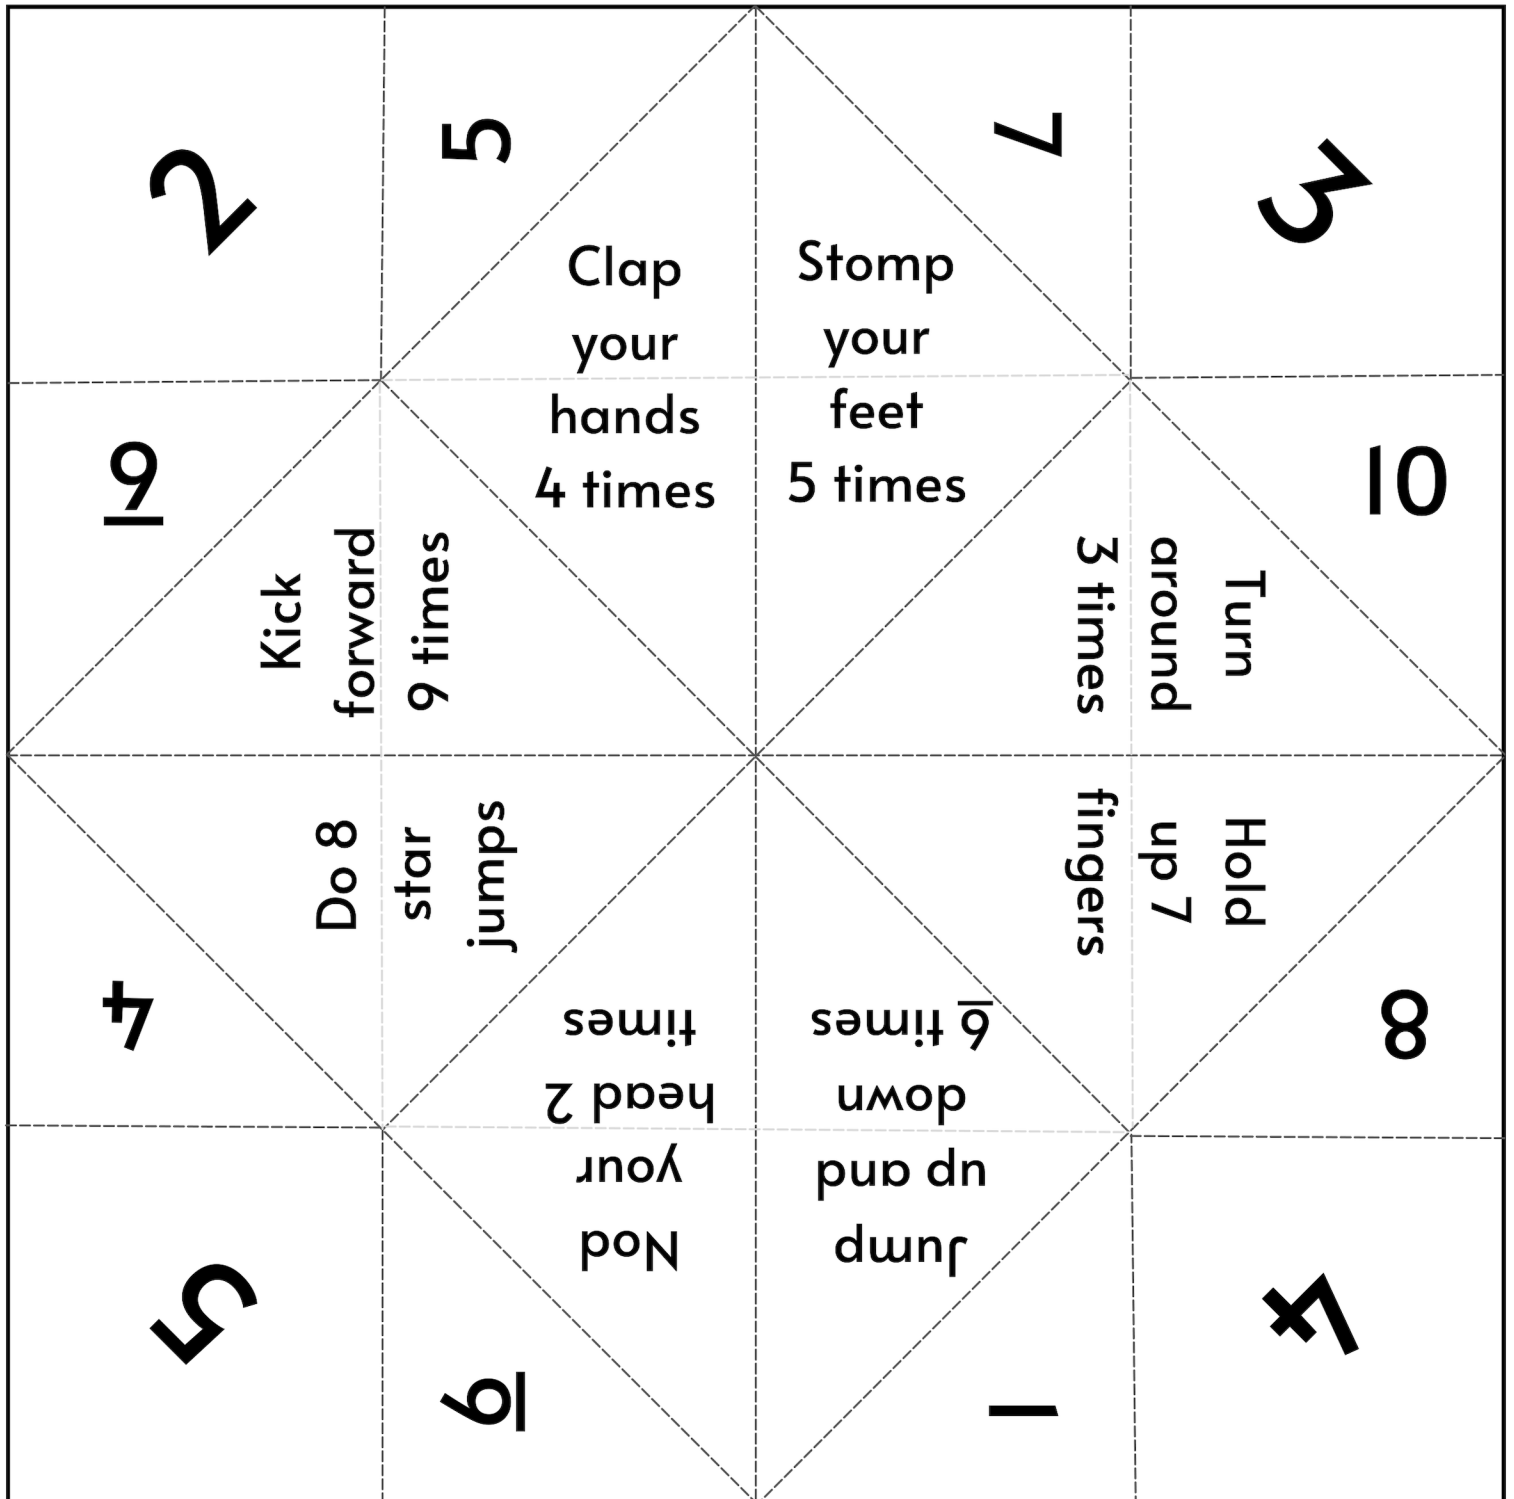 2
5
7
3
Clap
your
hands
4 times
Stomp
your
feet
5 times
9
10
Kick
forward
9 times
Turn
around
3 times
Do 8
star
jumps
Hold
up 7
fingers
4
8
Nod
your
head 2
times
Jump
up and
down
6 times
5
6
1
4